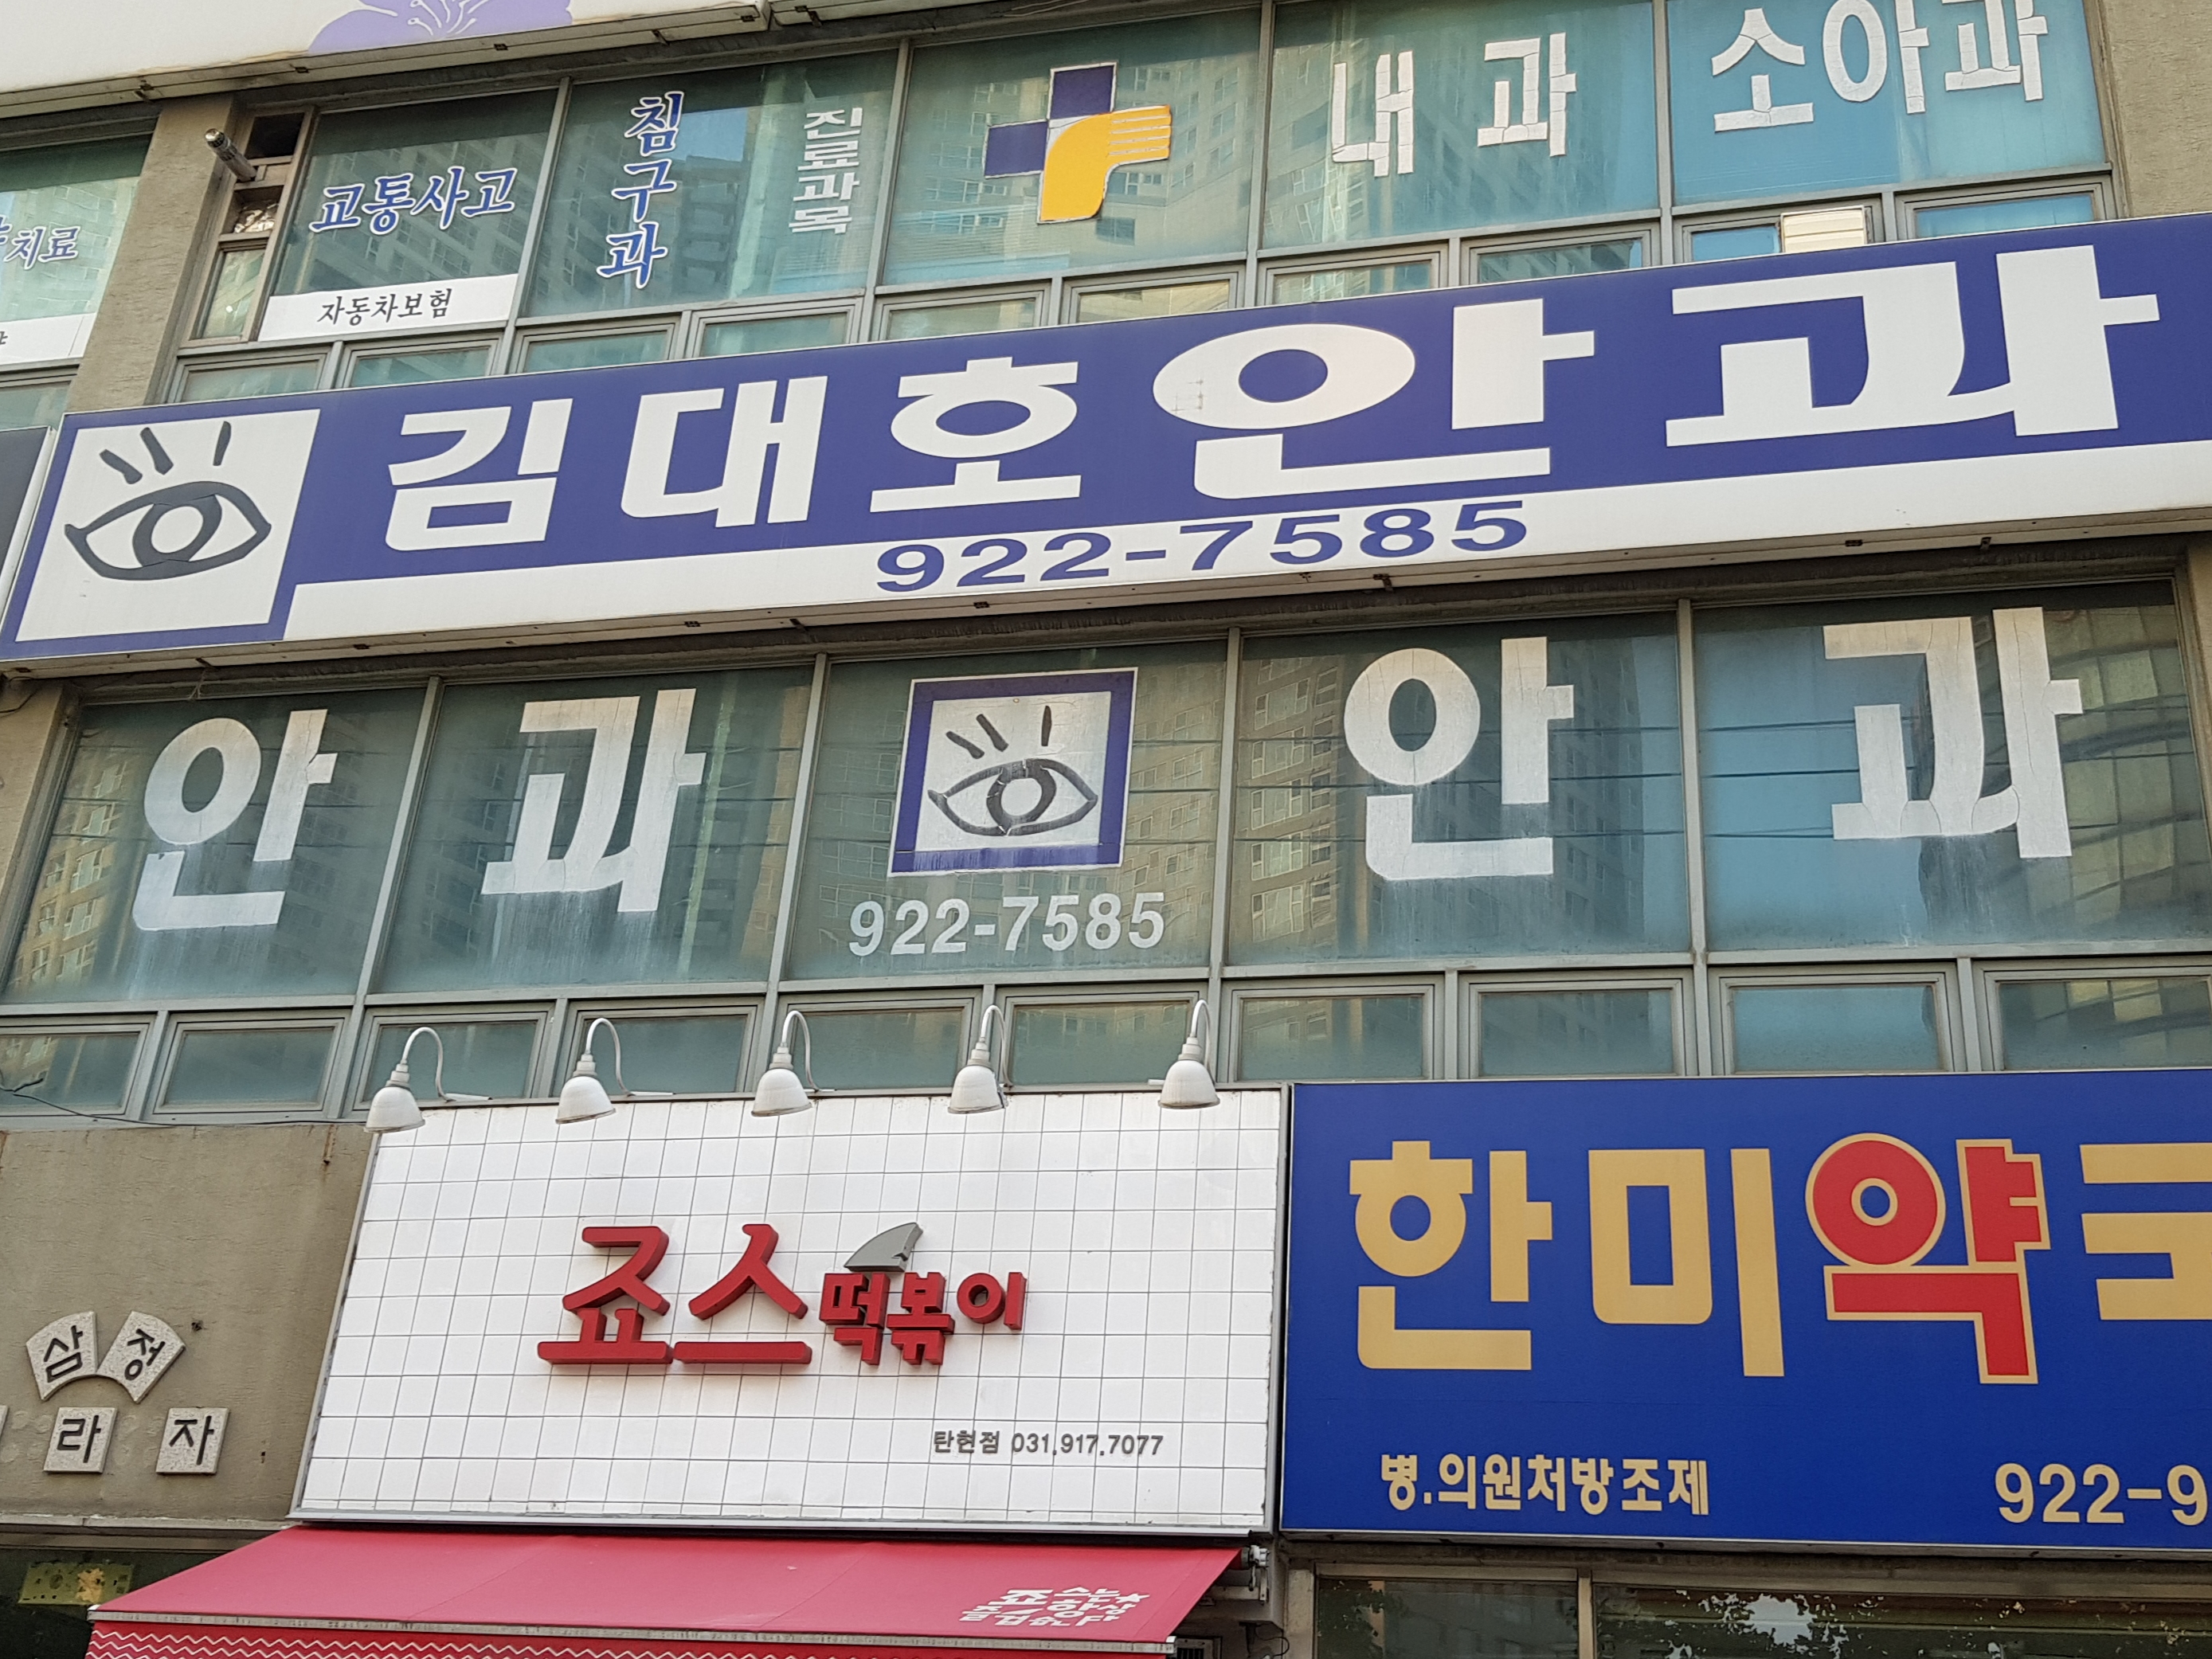 내과 소아과
침구과
진료과목
교통사고
치료
자동차보험
김대호안과
922-7585
안과
922-7585
안과
죠스떡볶이
탄현점 031.917.7077
한미약
병.의원처방조제
922-9
삼정
라자
죠스는